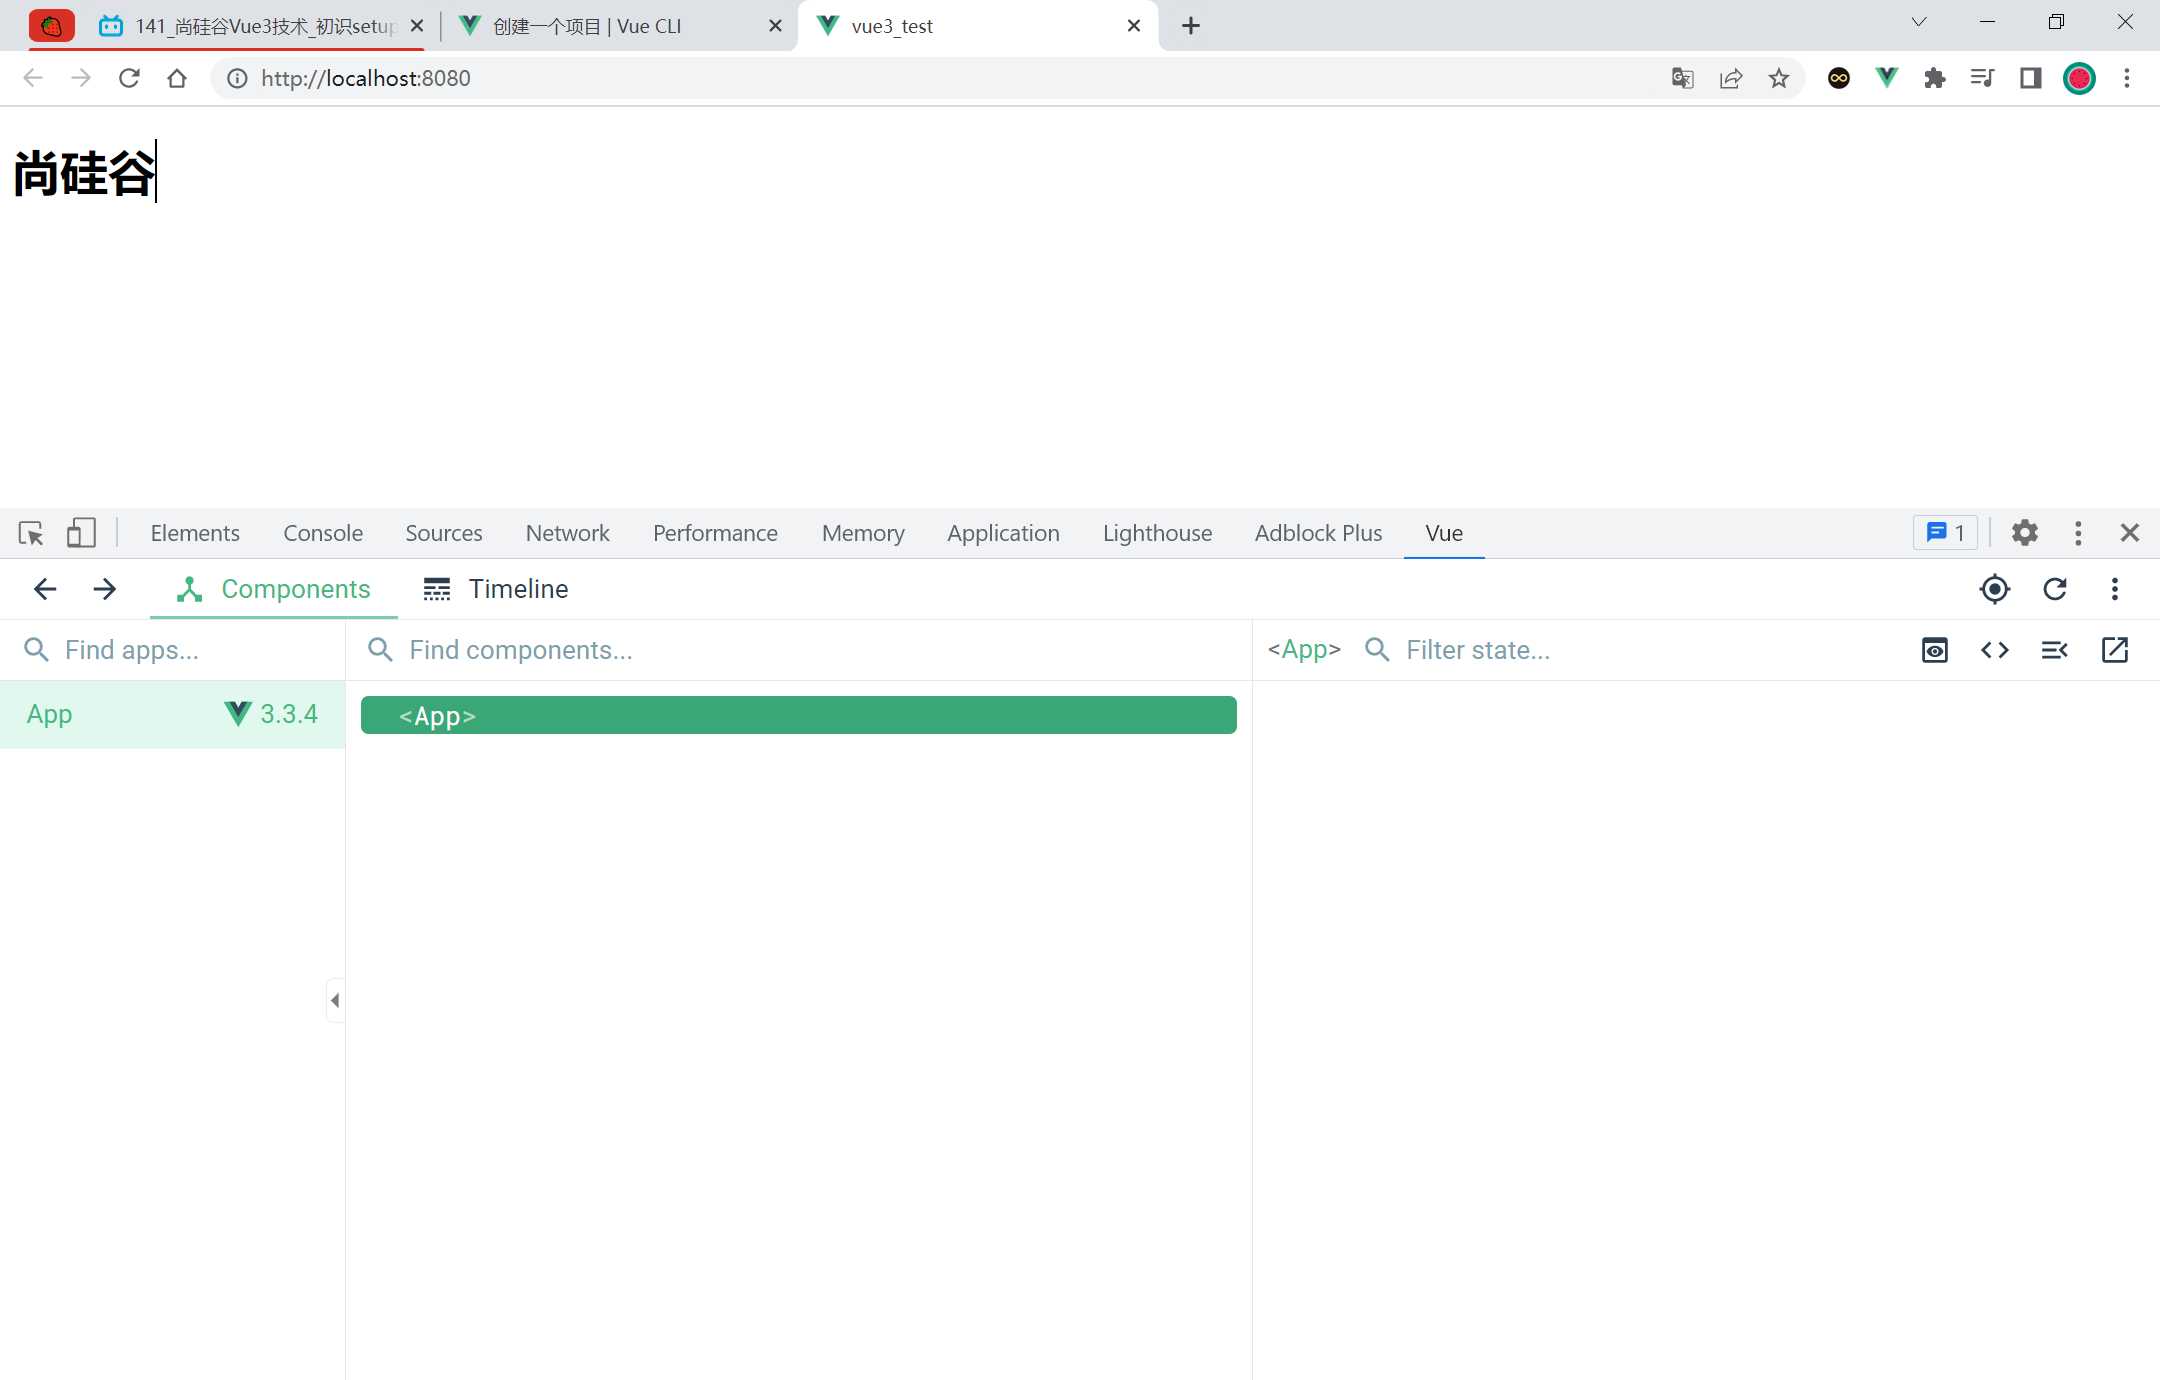 141_尚硅谷Vue3技术_初识setup
创建一个项目 | Vue CLI
vue3_test
http://localhost:8080
尚硅谷
Elements Console Sources Network Performance Memory Application Lighthouse Adblock Plus Vue 1
Components Timeline
Find apps... Find components... <App> Filter state...
App 3.3.4 <App>